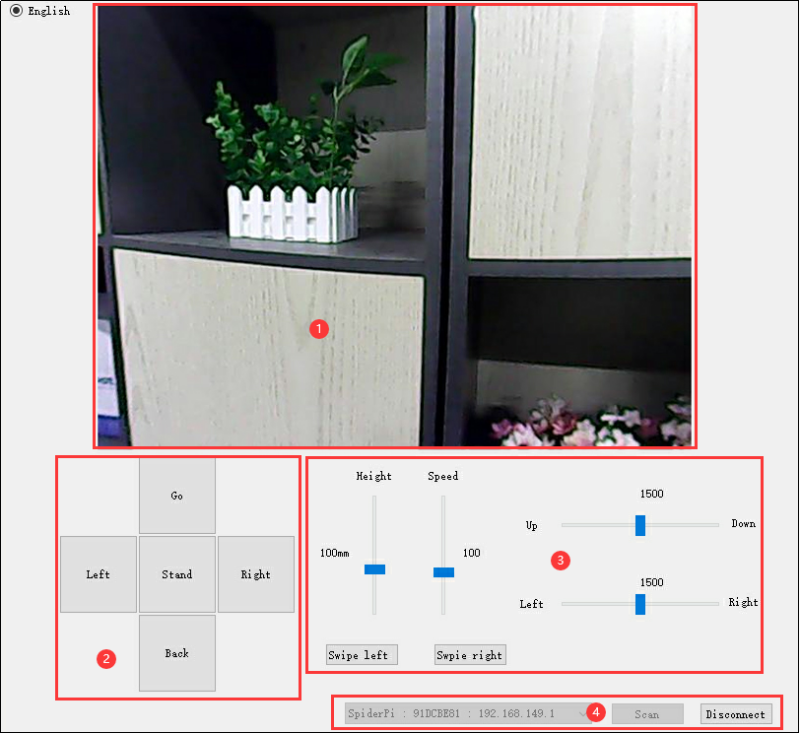 English
1
Go
Left Stand Right
Back
2
Height Speed
100mm 100
1500
Up Down
3
1500
Left Right
Swipe left Swpie right
SpiderPi : 91DCBE81 : 192.168.149.1 4 Scan Disconnect